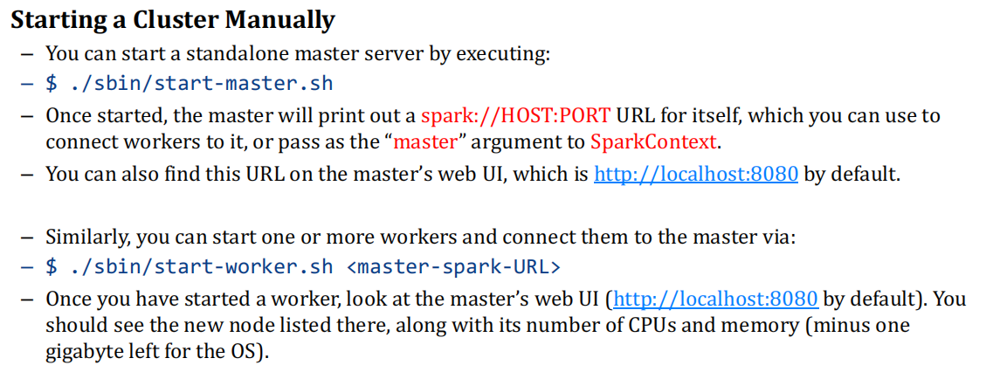 Starting a Cluster Manually
– You can start a standalone master server by executing:
– $ ./sbin/start-master.sh
– Once started, the master will print out a spark://HOST:PORT URL for itself, which you can use to
connect workers to it, or pass as the “master” argument to SparkContext.
– You can also find this URL on the master’s web UI, which is http://localhost:8080 by default.
– Similarly, you can start one or more workers and connect them to the master via:
– $ ./sbin/start-worker.sh <master-spark-URL>
– Once you have started a worker, look at the master’s web UI (http://localhost:8080 by default). You
should see the new node listed there, along with its number of CPUs and memory (minus one
gigabyte left for the OS).